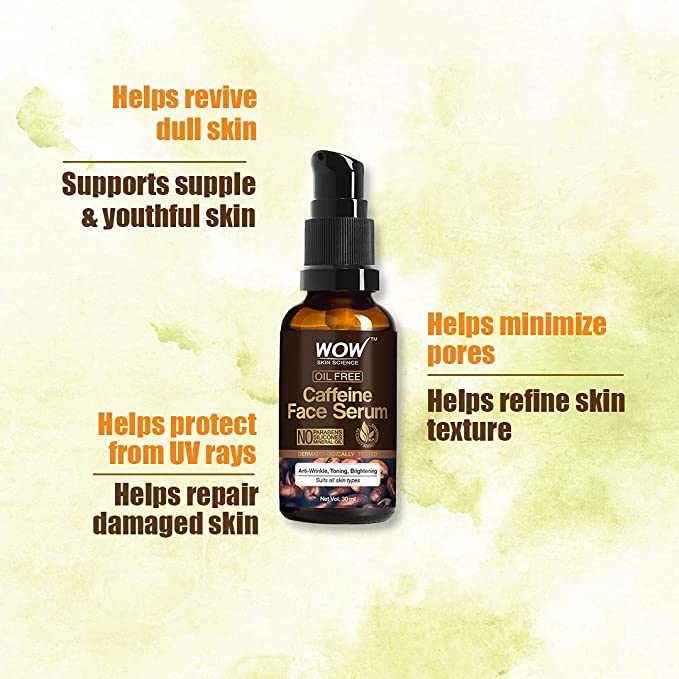 Helps revive
dull skin
Supports supple
& youthful skin
Helps protect
from UV rays
Helps repair
damaged skin
WOW™
SKIN SCIENCE
OIL FREE
Caffeine
Face Serum
NO PARABENS
SILICONES
MINERAL OIL
DERMATOLOGICALLY TESTED
Anti-Wrinkle, Toning, Brightening
Suits all skin types
Net Vol. 30 ml
Helps minimize
pores
Helps refine skin
texture